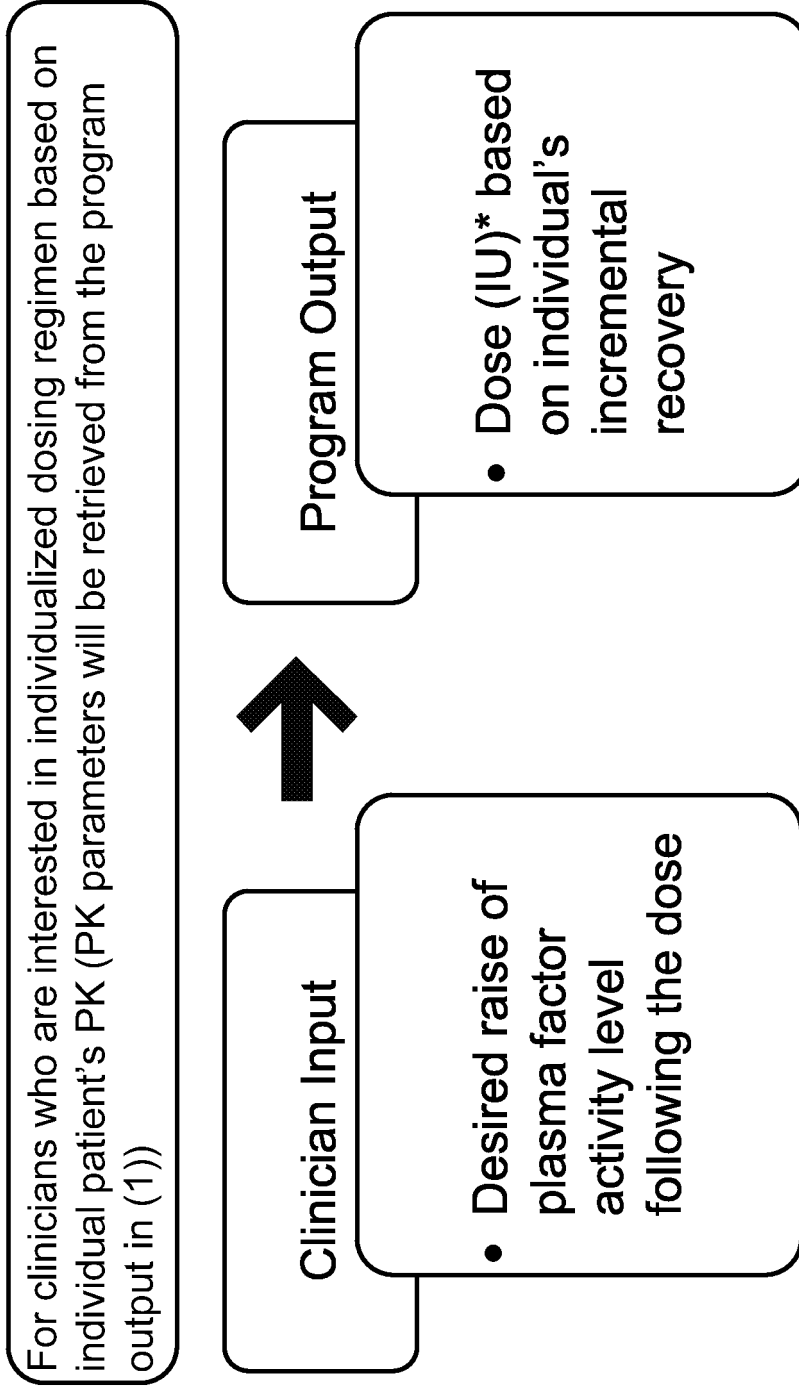 For clinicians who are interested in individualized dosing regimen based on
individual patient's PK (PK parameters will be retrieved from the program
output in (1))
Clinician Input
• Desired raise of
plasma factor
activity level
following the dose
Program Output
• Dose (IU)* based
on individual's
incremental
recovery